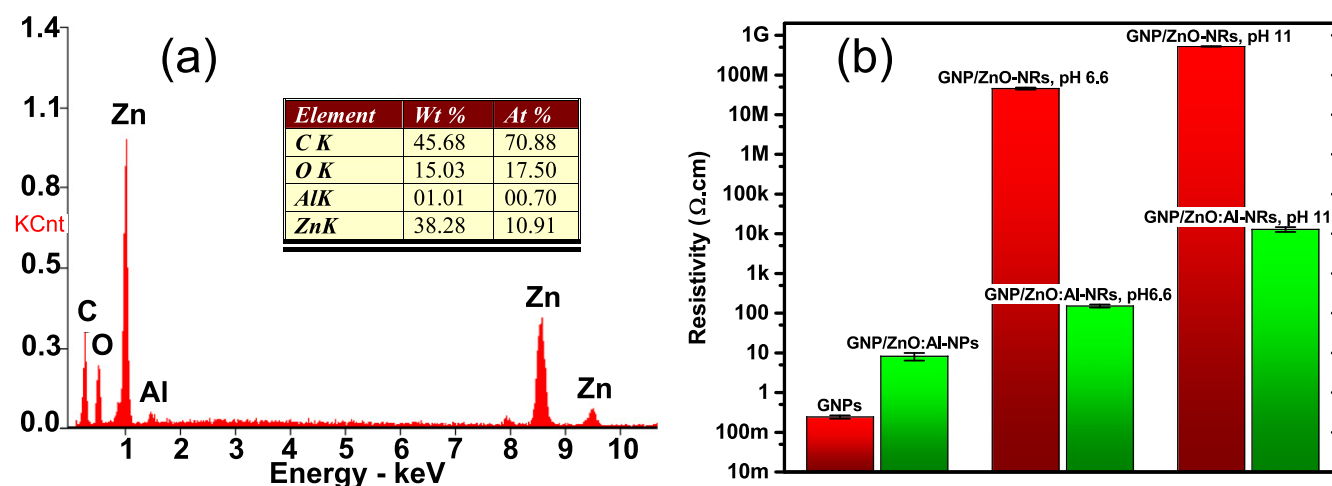 (a)
1.4
1.1
0.8
KCnt
0.5
0.3
0.0
Zn
C
O
Al
Zn
Zn
Element Wt % At %
C K 45.68 70.88
O K 15.03 17.50
AlK 01.01 00.70
ZnK 38.28 10.91
1 2 3 4 5 6 7 8 9 10
Energy - keV
(b)
Resistivity (Ω.cm)
1G
100M
10M
1M
100k
10k
1k
100
10
1
100m
10m
GNPs
GNP/ZnO:Al-NPs
GNP/ZnO-NRs, pH 6.6
GNP/ZnO:Al-NRs, pH6.6
GNP/ZnO-NRs, pH 11
GNP/ZnO:Al-NRs, pH 11